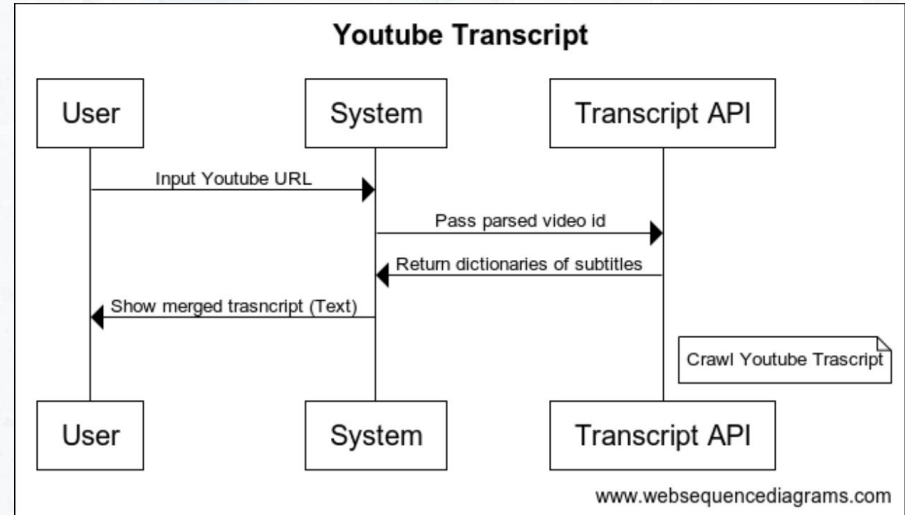 Youtube Transcript
User
System
Transcript API
Input Youtube URL
Pass parsed video id
Return dictionaries of subtitles
Show merged trasncript (Text)
Crawl Youtube Trascript
User
System
Transcript API
www.websequencediagrams.com